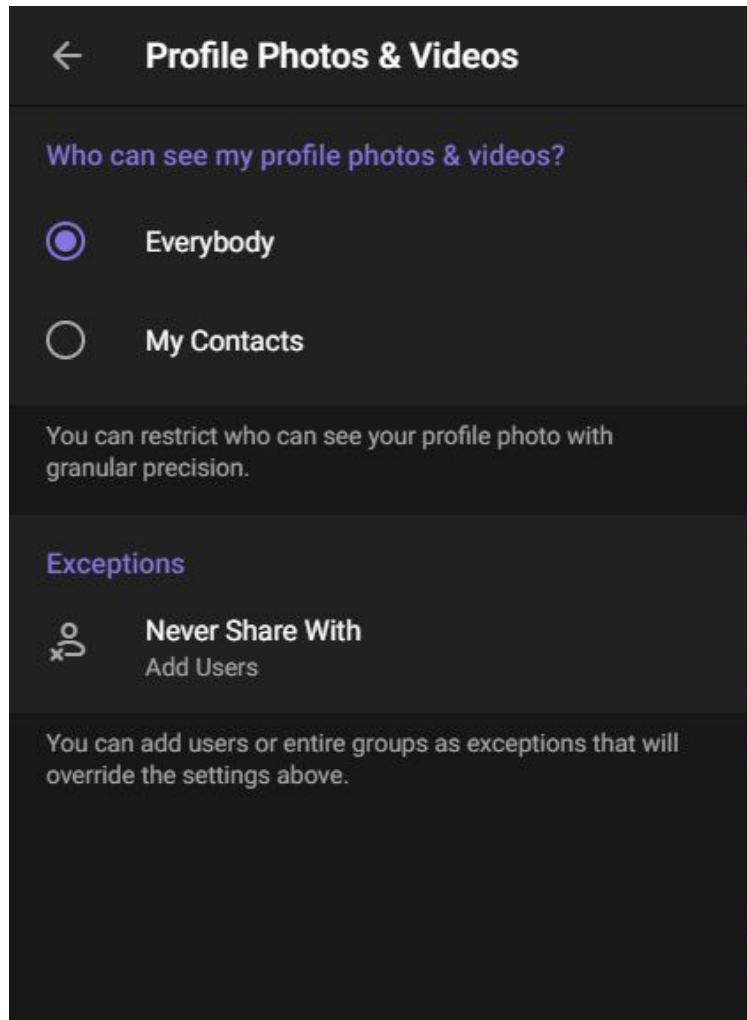 Profile Photos & Videos
Who can see my profile photos & videos?
Everybody
My Contacts
You can restrict who can see your profile photo with
granular precision.
Exceptions
Never Share With
Add Users
You can add users or entire groups as exceptions that will
override the settings above.